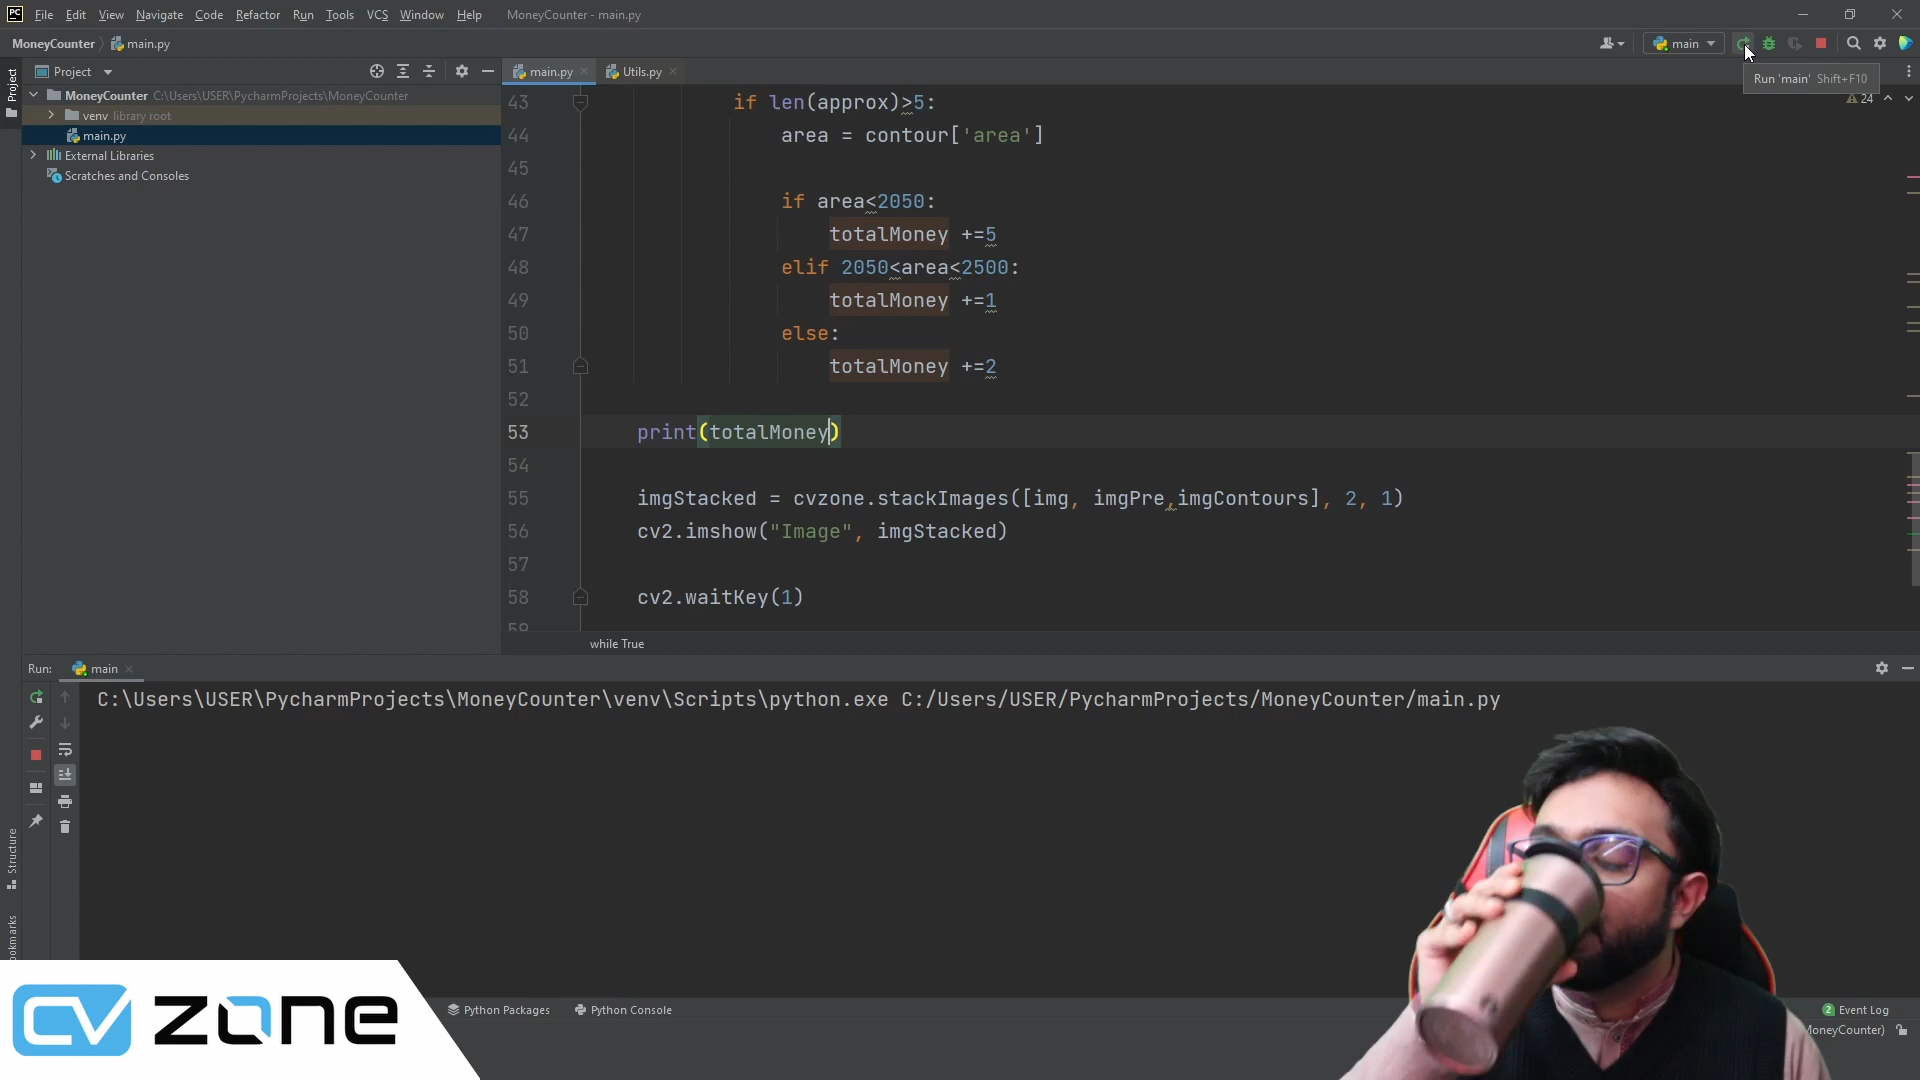 PC File Edit View Navigate Code Refactor Run Tools VCS Window Help MoneyCounter - main.py
MoneyCounter main.py main
Project main.py Utils.py
Run 'main' Shift+F10
24
Project
MoneyCounter C:\Users\USER\PycharmProjects\MoneyCounter
venv library root
main.py
External Libraries
Scratches and Consoles
43 if len(approx)>5:
44 area = contour['area']
45
46 if area<2050:
47 totalMoney +=5
48 elif 2050<area<2500:
49 totalMoney +=1
50 else:
51 totalMoney +=2
52
53 print(totalMoney)
54
55 imgStacked = cvzone.stackImages([img, imgPre,imgContours], 2, 1)
56 cv2.imshow("Image", imgStacked)
57
58 cv2.waitKey(1)
59
while True
Run: main
C:\Users\USER\PycharmProjects\MoneyCounter\venv\Scripts\python.exe C:/Users/USER/PycharmProjects/MoneyCounter/main.py
Structure
ookmarks
Python Packages Python Console
2 Event Log
MoneyCounter)
CV zone